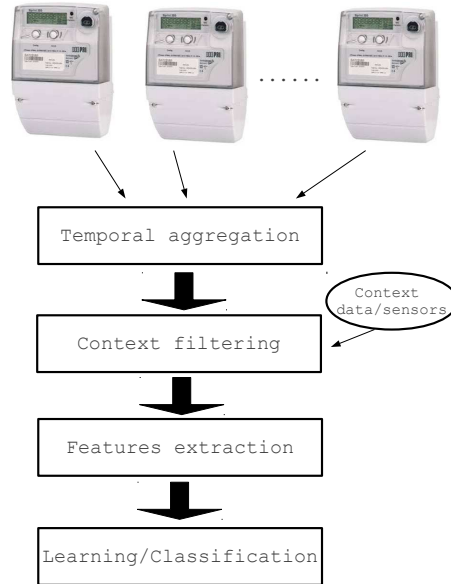 Temporal aggregation
Context
data/sensors
Context filtering
Features extraction
Learning/Classification